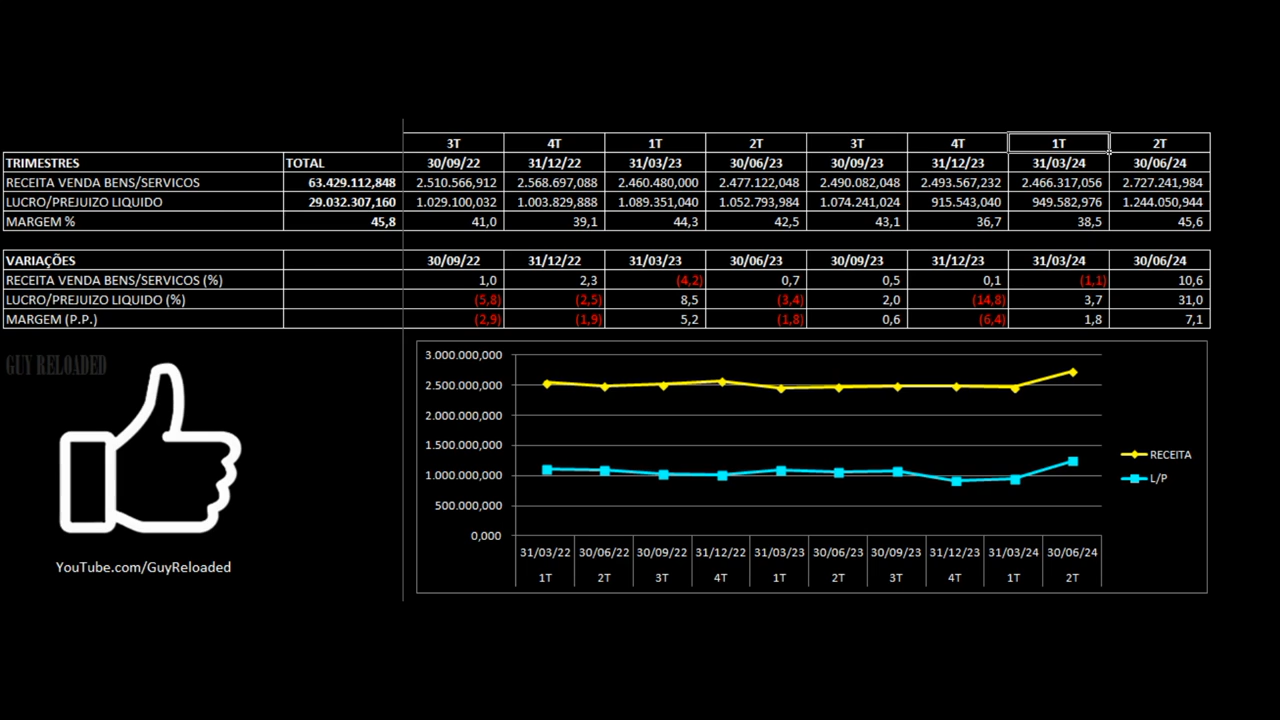 3T 4T 1T 2T 3T 4T 1T 2T
TRIMESTRES TOTAL 30/09/22 31/12/22 31/03/23 30/06/23 30/09/23 31/12/23 31/03/24 30/06/24
RECEITA VENDA BENS/SERVICOS 63.429.112,848 2.510.566,912 2.568.697,088 2.460.480,000 2.477.122,048 2.490.082,048 2.493.567,232 2.466.317,056 2.727.241,984
LUCRO/PREJUIZO LIQUIDO 29.032.307,160 1.029.100,032 1.003.829,888 1.089.351,040 1.052.793,984 1.074.241,024 915.543,040 949.582,976 1.244.050,944
MARGEM % 45,8 41,0 39,1 44,3 42,5 43,1 36,7 38,5 45,6
VARIAÇÕES 30/09/22 31/12/22 31/03/23 30/06/23 30/09/23 31/12/23 31/03/24 30/06/24
RECEITA VENDA BENS/SERVICOS (%) 1,0 2,3 (4,2) 0,7 0,5 0,1 (1,1) 10,6
LUCRO/PREJUIZO LIQUIDO (%) (5,8) (2,5) 8,5 (3,4) 2,0 (14,8) 3,7 31,0
MARGEM (P.P.) (2,9) (1,9) 5,2 (1,8) 0,6 (6,4) 1,8 7,1
GUY RELOADED
YouTube.com/GuyReloaded
3.000.000,000
2.500.000,000
2.000.000,000
1.500.000,000
1.000.000,000
500.000,000
0,000
31/03/22 30/06/22 30/09/22 31/12/22 31/03/23 30/06/23 30/09/23 31/12/23 31/03/24 30/06/24
1T 2T 3T 4T 1T 2T 3T 4T 1T 2T
RECEITA
L/P